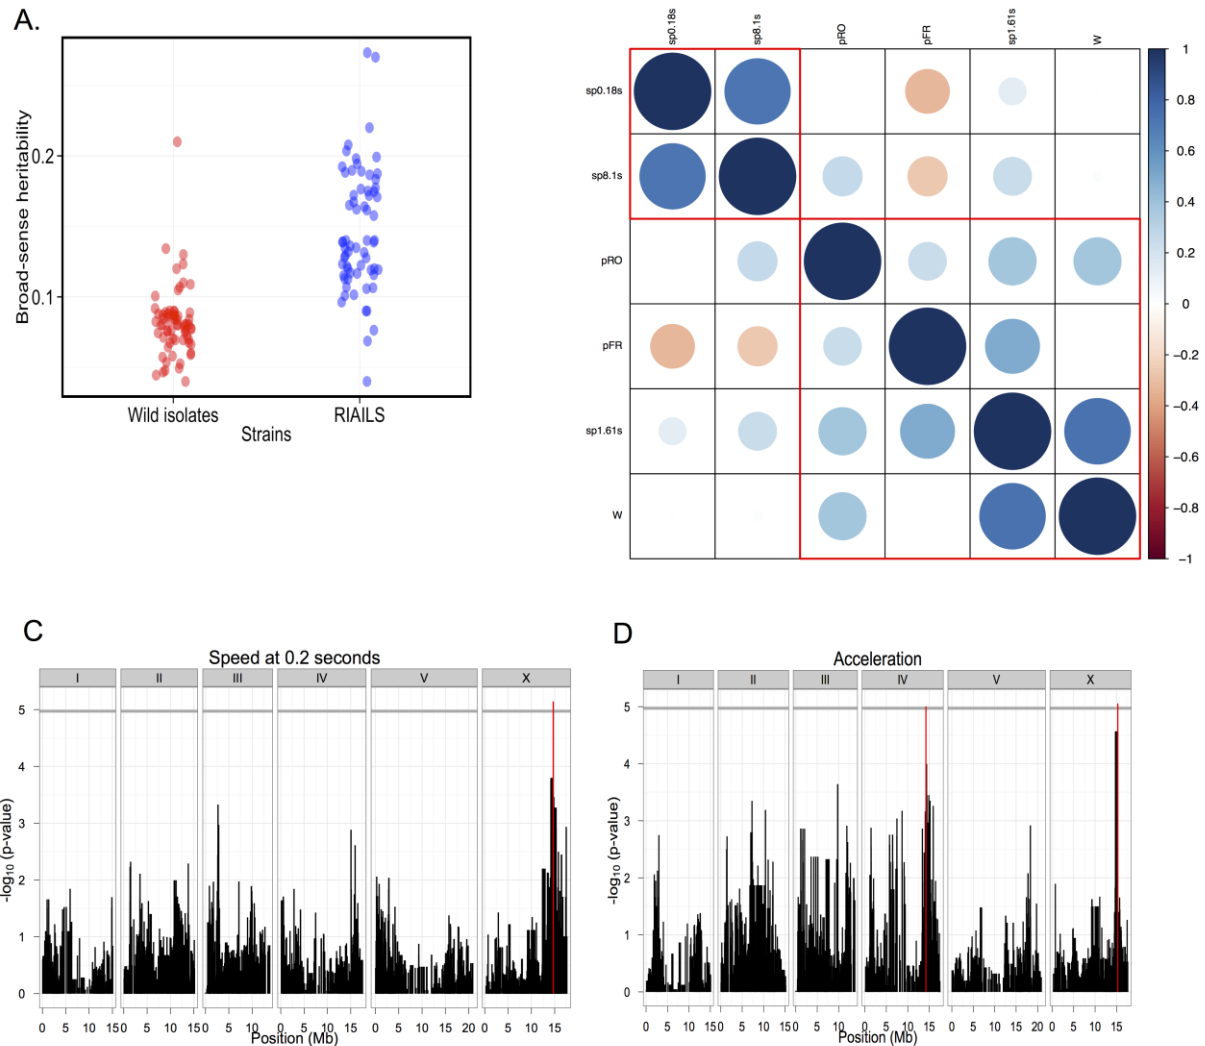 A.
Broad-sense heritability
0.2
0.1
Wild isolates
RIAILS
Strains
sp0.18s
sp8.1s
pRO
pFR
sp1.61s
W
sp0.18s
sp8.1s
pRO
pFR
sp1.61s
W
1
0.8
0.6
0.4
0.2
0
−0.2
−0.4
−0.6
−0.8
−1
C
Speed at 0.2 seconds
I II III IV V X
5
4
3
2
1
0
-log10 (p-value)
0 5 10 15 0 5 10 15 0 5 10 0 5 10 15 0 5 10 15 20 0 5 10 15
Position (Mb)
D
Acceleration
I II III IV V X
5
4
3
2
1
0
-log10 (p-value)
0 5 10 15 0 5 10 15 0 5 10 0 5 10 15 0 5 10 15 20 0 5 10 15
Position (Mb)